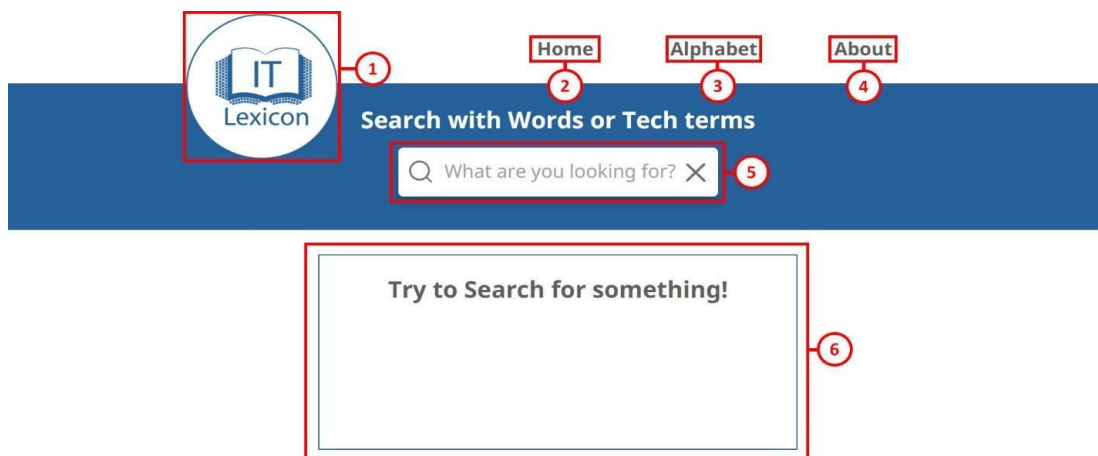 IT
Lexicon
1
Home
Alphabet
About
2
3
4
Search with Words or Tech terms
What are you looking for?
5
Try to Search for something!
6